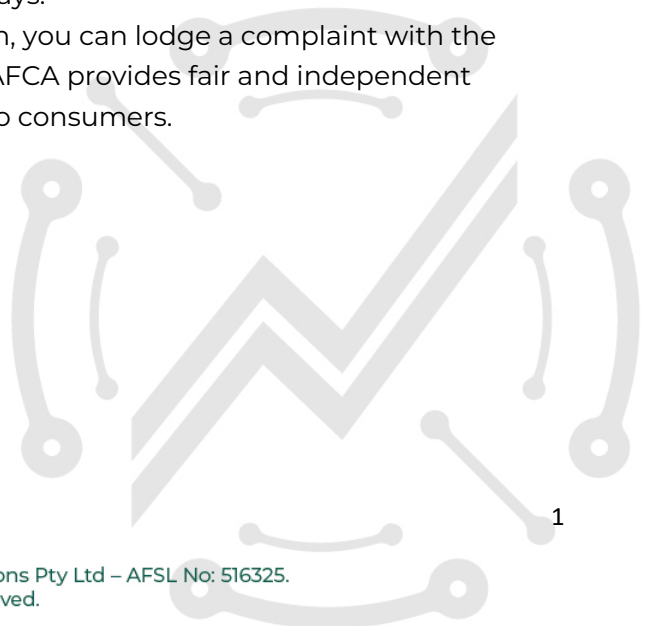 n, you can lodge a complaint with the
AFCA provides fair and independent
o consumers.
1
ons Pty Ltd – AFSL No: 516325.
ved.